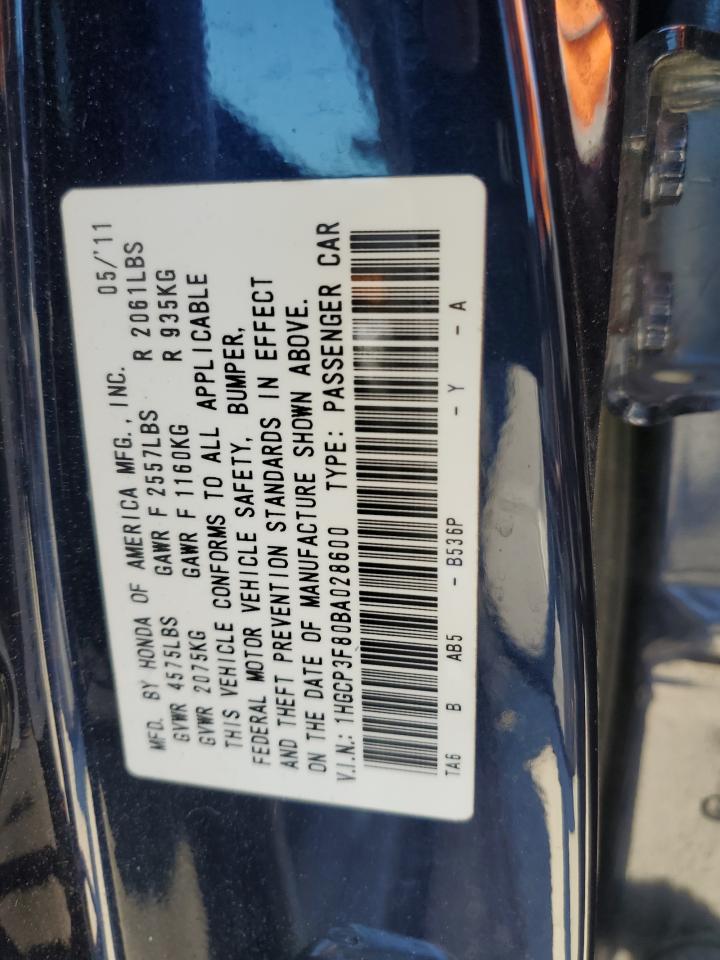 MFD. BY HONDA OF AMERICA MFG., INC. 05/'11
GVWR 4575LBS GAWR F 2557LBS R 2061LBS
GVWR 2075KG GAWR F 1160KG R 935KG
THIS VEHICLE CONFORMS TO ALL APPLICABLE
FEDERAL MOTOR VEHICLE SAFETY, BUMPER,
AND THEFT PREVENTION STANDARDS IN EFFECT
ON THE DATE OF MANUFACTURE SHOWN ABOVE.
V.I.N.: 1HGCP3F80BA028600 TYPE: PASSENGER CAR
TA6 B AB5 - B536P - Y - A